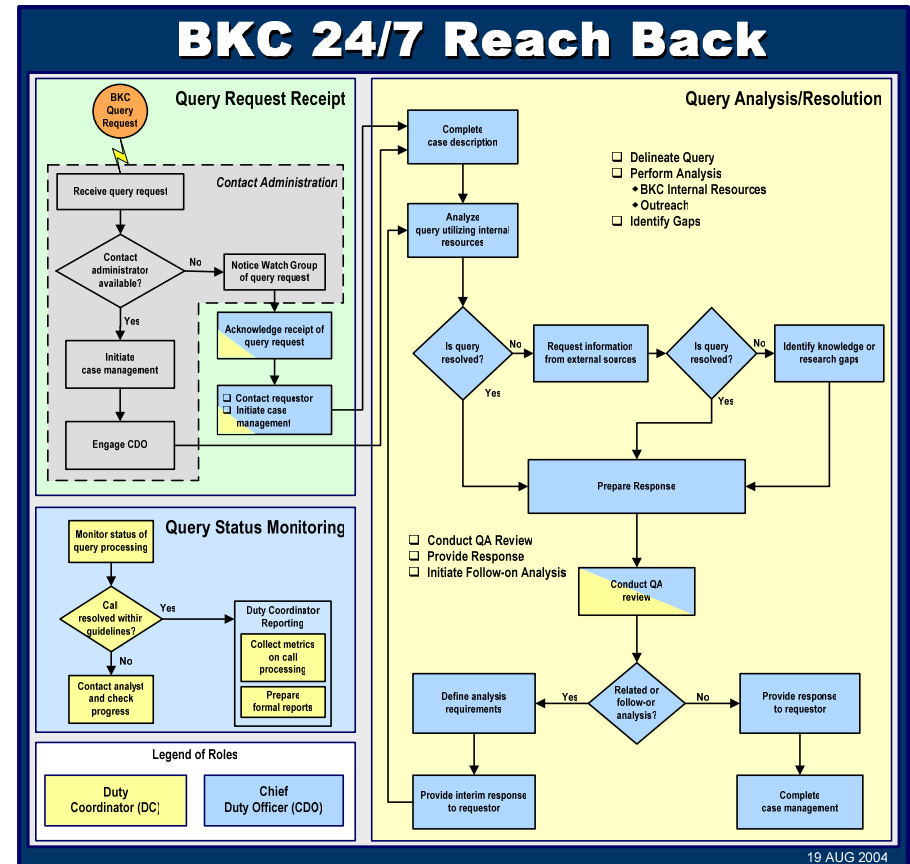 BKC 24/7 Reach Back
Query Request Receipt
BKC
Query
Request
Contact Administration
Receive query request
Contact
administrator
available?
No
Notice Watch Group
of query request
Yes
Acknowledge receipt of
query request
Initiate
case management
❑ Contact requestor
❑ Initiate case
management
Engage CDO
Query Status Monitoring
Monitor status of
query processing
Cal
resolved within
guidelines?
Yes
No
Contact analyst
and check
progress
Duty Coordinator
Reporting
Collect metrics
on call
processing
Prepare
formal reports
Legend of Roles
Duty
Coordinator (DC)
Chief
Duty Officer (CDO)
Query Analysis/Resolution
Complete
case description
❑ Delineate Query
❑ Perform Analysis
◆ BKC Internal Resources
◆ Outreach
❑ Identify Gaps
Analyze
query utilizing internal
resources
Is query
resolved?
No
Yes
Request information
from external sources
Is query
resolved?
No
Yes
Identify knowledge or
research gaps
Prepare Response
❑ Conduct QA Review
❑ Provide Response
❑ Initiate Follow-on Analysis
Conduct QA
review
Related or
follow-or
analysis?
Yes
No
Define analysis
requirements
Provide response
to requestor
Provide interim response
to requestor
Complete
case management
19 AUG 2004